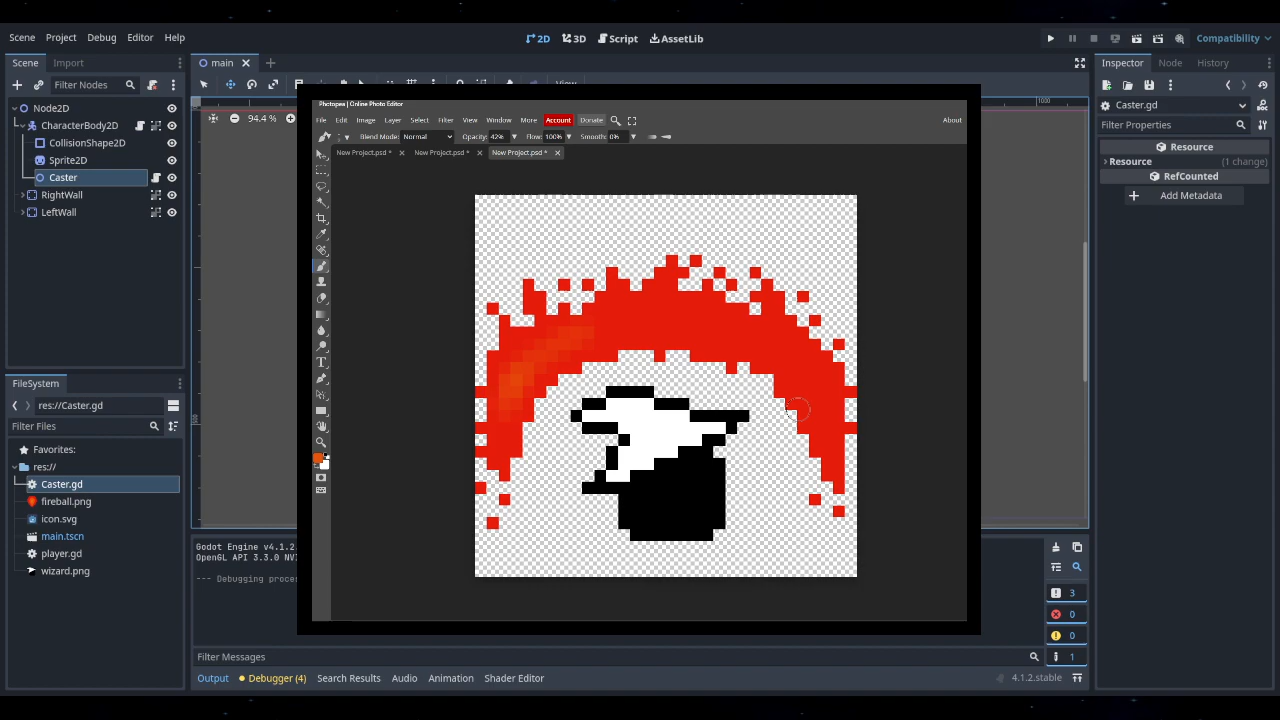 Scene Project Debug Editor Help
2D 3D Script AssetLib
Compatibility
Scene Import
Filter Nodes
Node2D
CharacterBody2D
CollisionShape2D
Sprite2D
Caster
RightWall
LeftWall
FileSystem
res://Caster.gd
Filter Files
Favorites:
res://
Caster.gd
fireball.png
icon.svg
main.tscn
player.gd
wizard.png
main
View
94.4 %
1000
Photopea | Online Photo Editor
File Edit Image Layer Select Filter View Window More Account Donate About
Blend Mode: Normal Opacity: 42% Flow: 100% Smooth: 0%
New Project.psd * New Project.psd * New Project.psd *
Godot Engine v4.1.2.
OpenGL API 3.3.0 NVI
--- Debugging proces
Filter Messages
3
0
0
1
Output Debugger (4) Search Results Audio Animation Shader Editor
4.1.2.stable
Inspector Node History
Caster.gd
Filter Properties
Resource
Resource (1 change)
RefCounted
Add Metadata